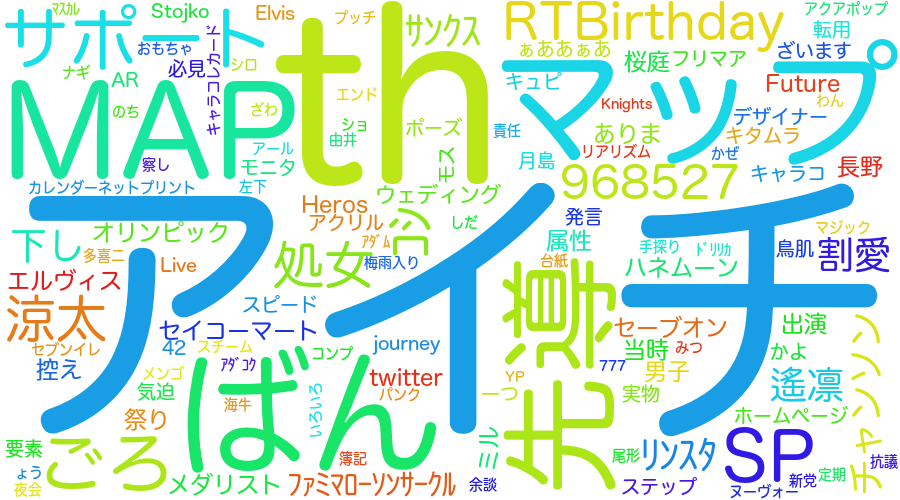 マスカル
サポート
Stojko
Elvis
プッチ
サンクス
RTBirthday
アクアポップ
転用
おもちゃ
必見
シロ
キャラコレカード
ぁああぁあ
桜庭
フリマアプ
ざいます
ナギ
AR
MAP
th
エンド
キュピ
マップ
Future
わん
のち
ざわ
ショ
由井
ポーズ
責任
Knights
ありま
デザイナー
キタムラ
アール
モニタ
察し
モス
月島
リアリズム
かぜ
キャラコ
長野
カレンダーネットプリント
左下
ウェディング
968527
アイチ
Heros
アクリル
コン
しだ
発言
マジック
下し
オリンピック
多喜二
処女
アダム
梅雨入り
属性
台紙
手探り
ドリリカ
鳥肌
割愛
エルヴィス
Live
ハネムーン
涼太
スピード
先導
セイコーマート
セーブオン
出演
チャンソン
セブンイレ
42
スチーム
アダコク
コンプ
journey
当時
みつ
かよ
控え
メンゴ
気迫
ばん
twitter
パンク
YP
777
男子
遙凛
一つ
実物
海牛
いろいろ
祭り
ホームページ
要素
ごろ
簿記
ミル
尾形
リンスタ
SP
抗議
ょう
夜会
メダリスト
ファミマローソンサークル
余談
ステップ
ヌーヴォー
新党
定期